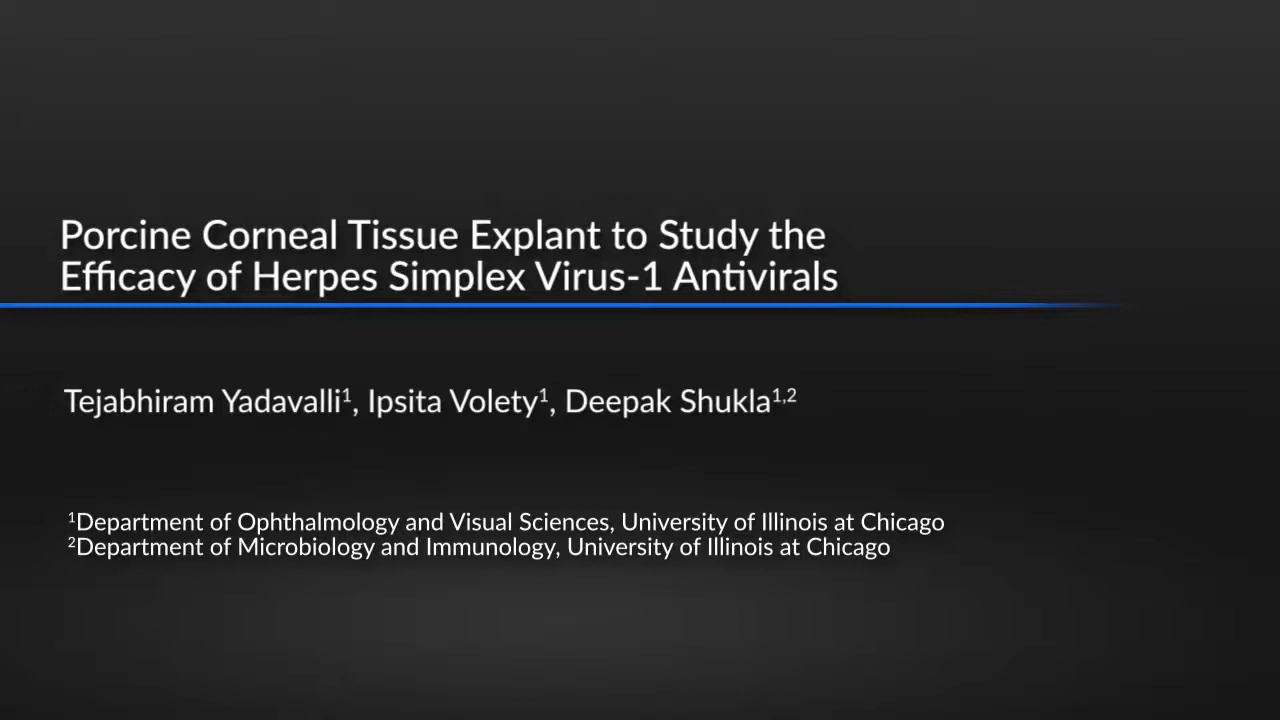 Porcine Corneal Tissue Explant to Study the
Efficacy of Herpes Simplex Virus-1 Antivirals
Tejabhiram Yadavalli¹, Ipsita Volety¹, Deepak Shukla¹,²
¹Department of Ophthalmology and Visual Sciences, University of Illinois at Chicago
²Department of Microbiology and Immunology, University of Illinois at Chicago